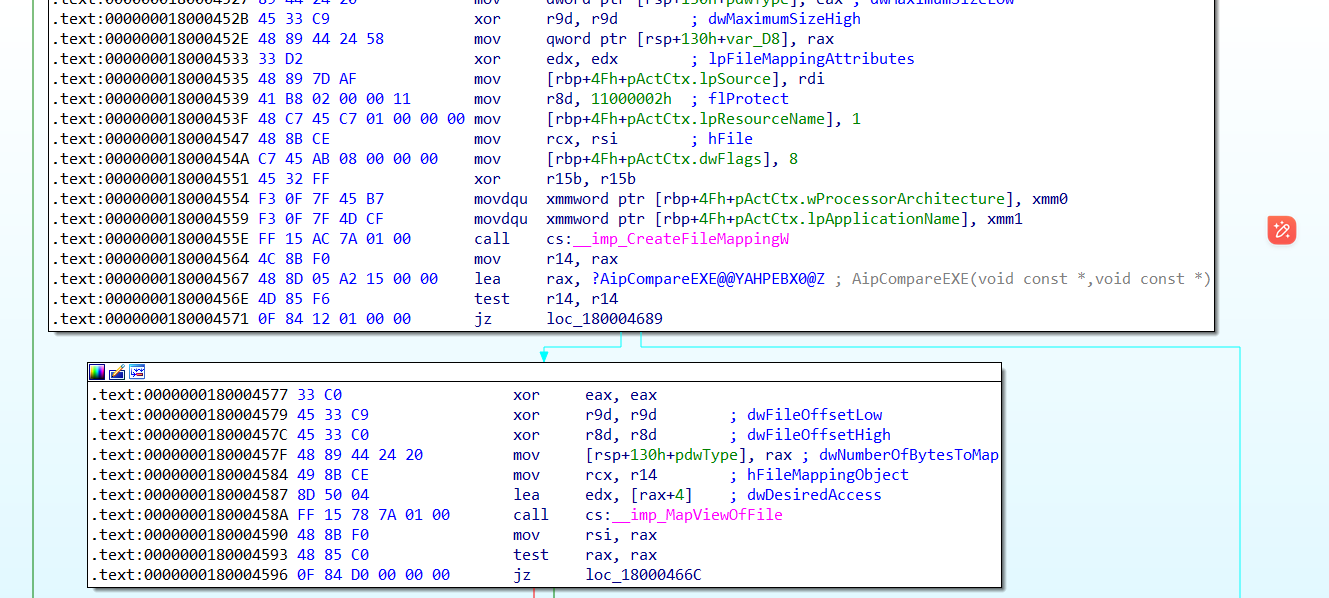 .text:0000000180004527 89 44 24 20 mov dword ptr [rsp+130h+pdwType], eax ; dwMaximumSizeLow
.text:000000018000452B 45 33 C9 xor r9d, r9d ; dwMaximumSizeHigh
.text:000000018000452E 48 89 44 24 58 mov qword ptr [rsp+130h+var_D8], rax
.text:0000000180004533 33 D2 xor edx, edx ; lpFileMappingAttributes
.text:0000000180004535 48 89 7D AF mov [rbp+4Fh+pActCtx.lpSource], rdi
.text:0000000180004539 41 B8 02 00 00 11 mov r8d, 11000002h ; flProtect
.text:000000018000453F 48 C7 45 C7 01 00 00 00 mov [rbp+4Fh+pActCtx.lpResourceName], 1
.text:0000000180004547 48 8B CE mov rcx, rsi ; hFile
.text:000000018000454A C7 45 AB 08 00 00 00 mov [rbp+4Fh+pActCtx.dwFlags], 8
.text:0000000180004551 45 32 FF xor r15b, r15b
.text:0000000180004554 F3 0F 7F 45 B7 movdqu xmmword ptr [rbp+4Fh+pActCtx.wProcessorArchitecture], xmm0
.text:0000000180004559 F3 0F 7F 4D CF movdqu xmmword ptr [rbp+4Fh+pActCtx.lpApplicationName], xmm1
.text:000000018000455E FF 15 AC 7A 01 00 call cs:__imp_CreateFileMappingW
.text:0000000180004564 4C 8B F0 mov r14, rax
.text:0000000180004567 48 8D 05 A2 15 00 00 lea rax, ?AipCompareEXE@@YAHPEBX0@Z ; AipCompareEXE(void const *,void const *)
.text:000000018000456E 4D 85 F6 test r14, r14
.text:0000000180004571 0F 84 12 01 00 00 jz loc_180004689
.text:0000000180004577 33 C0 xor eax, eax
.text:0000000180004579 45 33 C9 xor r9d, r9d ; dwFileOffsetLow
.text:000000018000457C 45 33 C0 xor r8d, r8d ; dwFileOffsetHigh
.text:000000018000457F 48 89 44 24 20 mov [rsp+130h+pdwType], rax ; dwNumberOfBytesToMap
.text:0000000180004584 49 8B CE mov rcx, r14 ; hFileMappingObject
.text:0000000180004587 8D 50 04 lea edx, [rax+4] ; dwDesiredAccess
.text:000000018000458A FF 15 78 7A 01 00 call cs:__imp_MapViewOfFile
.text:0000000180004590 48 8B F0 mov rsi, rax
.text:0000000180004593 48 85 C0 test rax, rax
.text:0000000180004596 0F 84 D0 00 00 00 jz loc_18000466C